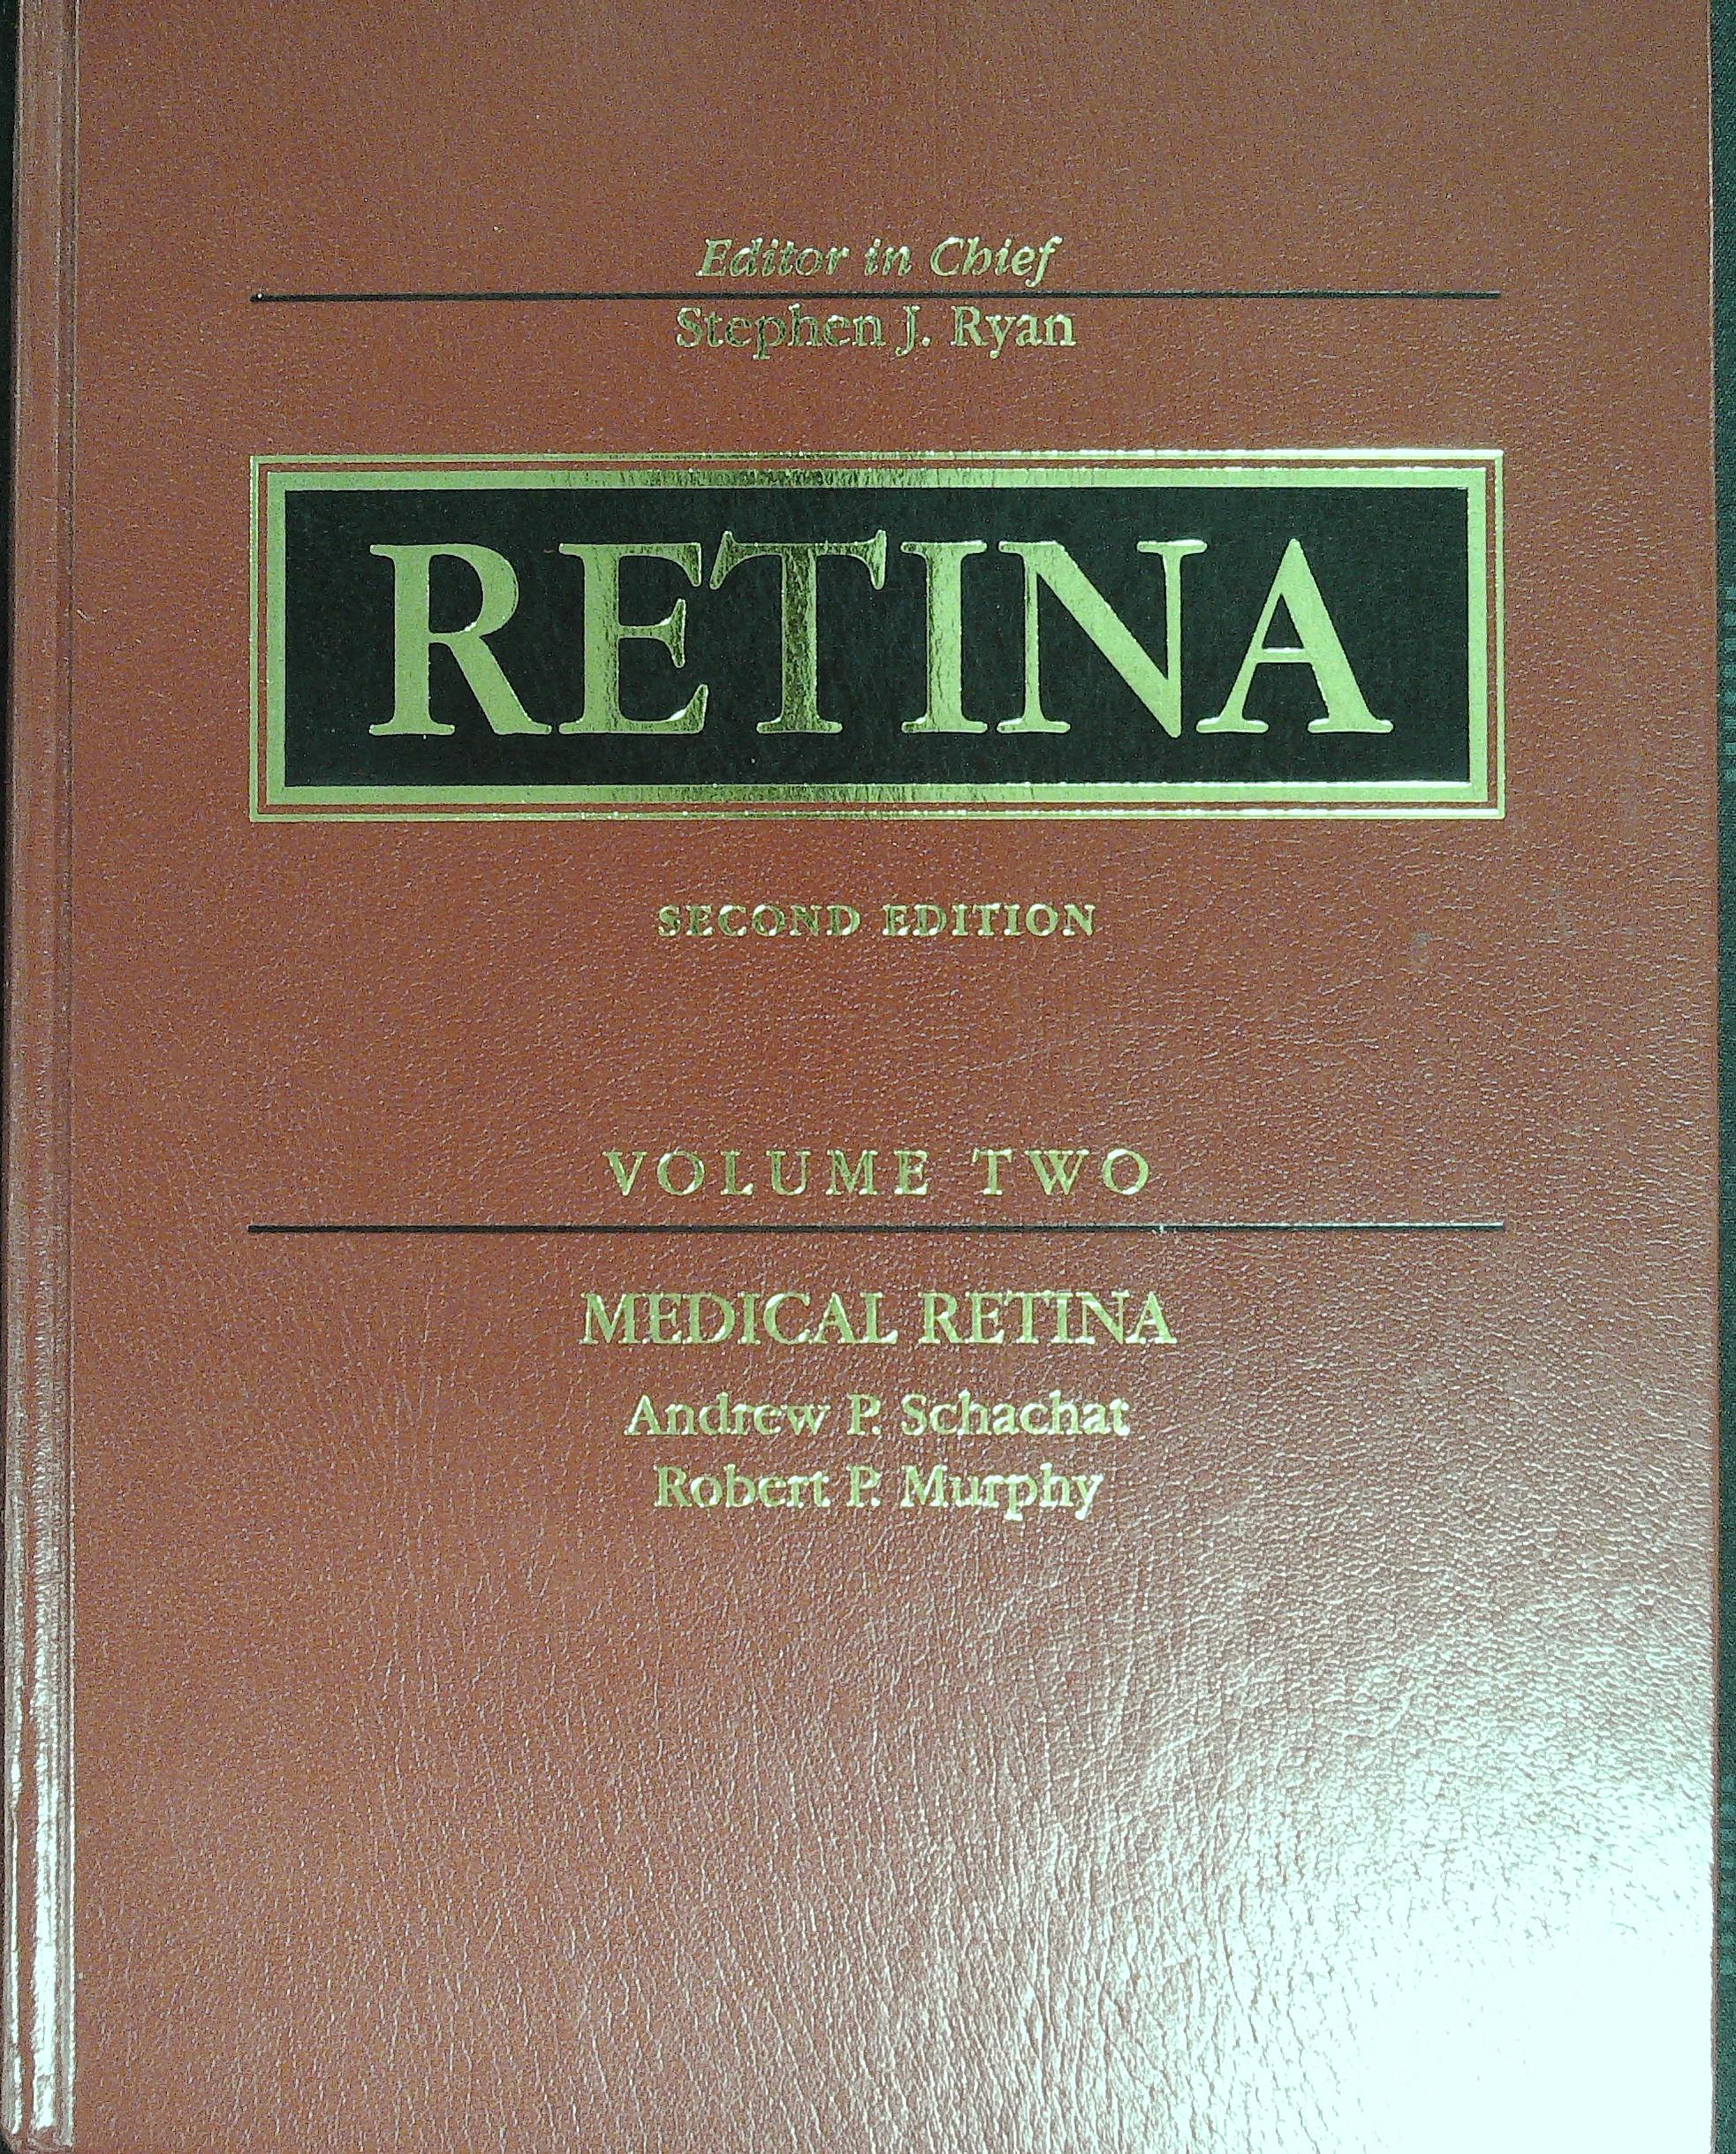 Editor in Chief
Stephen J. Ryan
RETINA
SECOND EDITION
VOLUME TWO
MEDICAL RETINA
Andrew P. Schachat
Robert P. Murphy